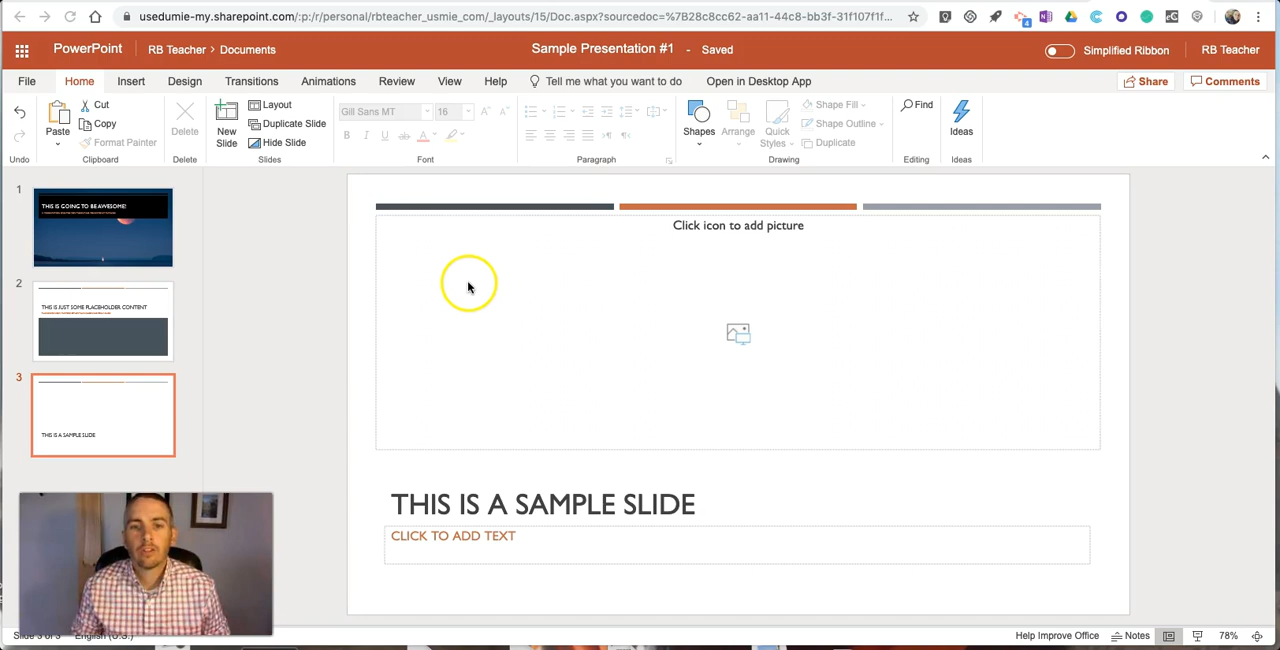 usedumie-my.sharepoint.com/:p:/r/personal/rbteacher_usmie_com/_layouts/15/Doc.aspx?sourcedoc=%7B28c8cc62-aa11-44c8-bb3f-31f107f1f...
4
PowerPoint RB Teacher > Documents Sample Presentation #1 - Saved Simplified Ribbon RB Teacher
File Home Insert Design Transitions Animations Review View Help Tell me what you want to do Open in Desktop App Share Comments
Cut Layout Gill Sans MT 16 Shape Fill Find
Paste Copy Delete New Slide Duplicate Slide Shapes Arrange Quick Styles Shape Outline Ideas
Format Painter Hide Slide Duplicate
Undo Clipboard Delete Slides Font Paragraph Drawing Editing Ideas
1
THIS IS GOING TO BE AWESOME!
2
THIS IS JUST SOME PLACEHOLDER CONTENT
3
THIS IS A SAMPLE SLIDE
Click icon to add picture
THIS IS A SAMPLE SLIDE
CLICK TO ADD TEXT
Slide 3 of 3 English (U.S.) Help Improve Office Notes 78%